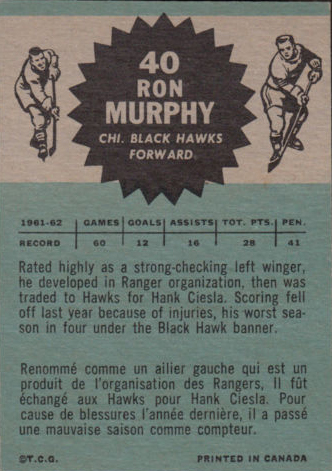 40
RON
MURPHY
CHI. BLACK HAWKS
FORWARD
1961-62 GAMES GOALS ASSISTS TOT. PTS. PEN.
RECORD 60 12 16 28 41
Rated highly as a strong-checking left winger,
he developed in Ranger organization, then was
traded to Hawks for Hank Ciesla. Scoring fell
off last year because of injuries, his worst sea-
son in four under the Black Hawk banner.
Renommé comme un ailier gauche qui est un
produit de l'organisation des Rangers, Il fût
échangé aux Hawks pour Hank Ciesla. Pour
cause de blessures l'année dernière, il a passé
une mauvaise saison comme compteur.
©T.C.G. PRINTED IN CANADA